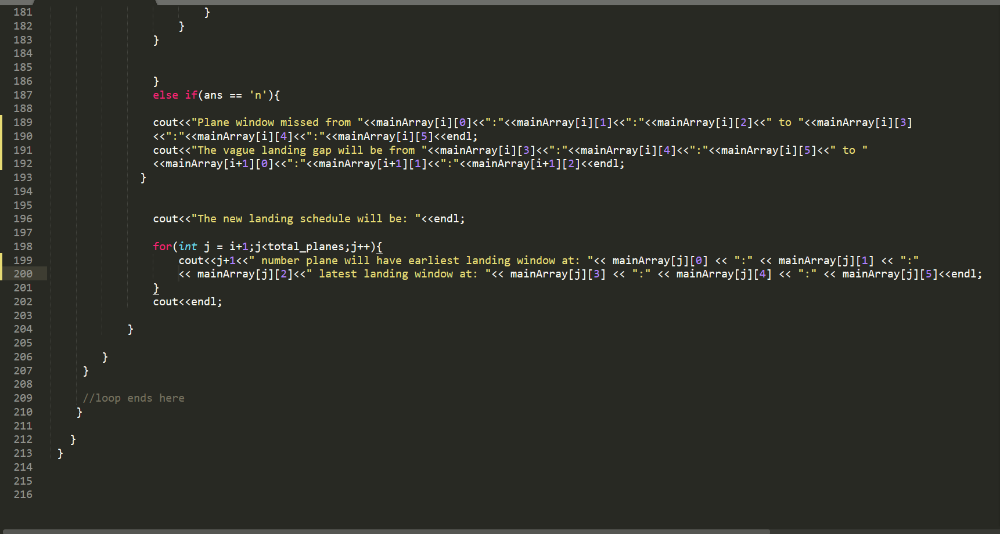 181 }
182 }
183 }
184
185
186 }
187 else if(ans == 'n'){
188
189 cout<<"Plane window missed from "<<mainArray[i][0]<<":"<<mainArray[i][1]<<":"<<mainArray[i][2]<<" to "<<mainArray[i][3]
190 <<":"<<mainArray[i][4]<<":"<<mainArray[i][5]<<endl;
191 cout<<"The vague landing gap will be from "<<mainArray[i][3]<<":"<<mainArray[i][4]<<":"<<mainArray[i][5]<<" to "
192 <<mainArray[i+1][0]<<":"<<mainArray[i+1][1]<<":"<<mainArray[i+1][2]<<endl;
193 }
194
195
196 cout<<"The new landing schedule will be: "<<endl;
197
198 for(int j = i+1;j<total_planes;j++){
199 cout<<j+1<<" number plane will have earliest landing window at: "<< mainArray[j][0] << ":" << mainArray[j][1] << ":"
200 << mainArray[j][2]<<" latest landing window at: "<< mainArray[j][3] << ":" << mainArray[j][4] << ":" << mainArray[j][5]<<endl;
201 }
202 cout<<endl;
203
204 }
205
206 }
207 }
208
209 //loop ends here
210 }
211
212 }
213 }
214
215
216